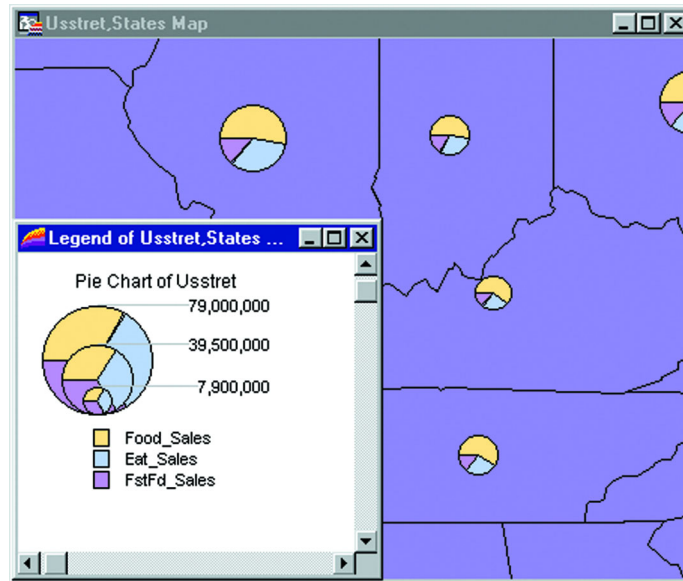 Usstret,States Map
Legend of Usstret,States ...
Pie Chart of Usstret
79,000,000
39,500,000
7,900,000
Food_Sales
Eat_Sales
FstFd_Sales